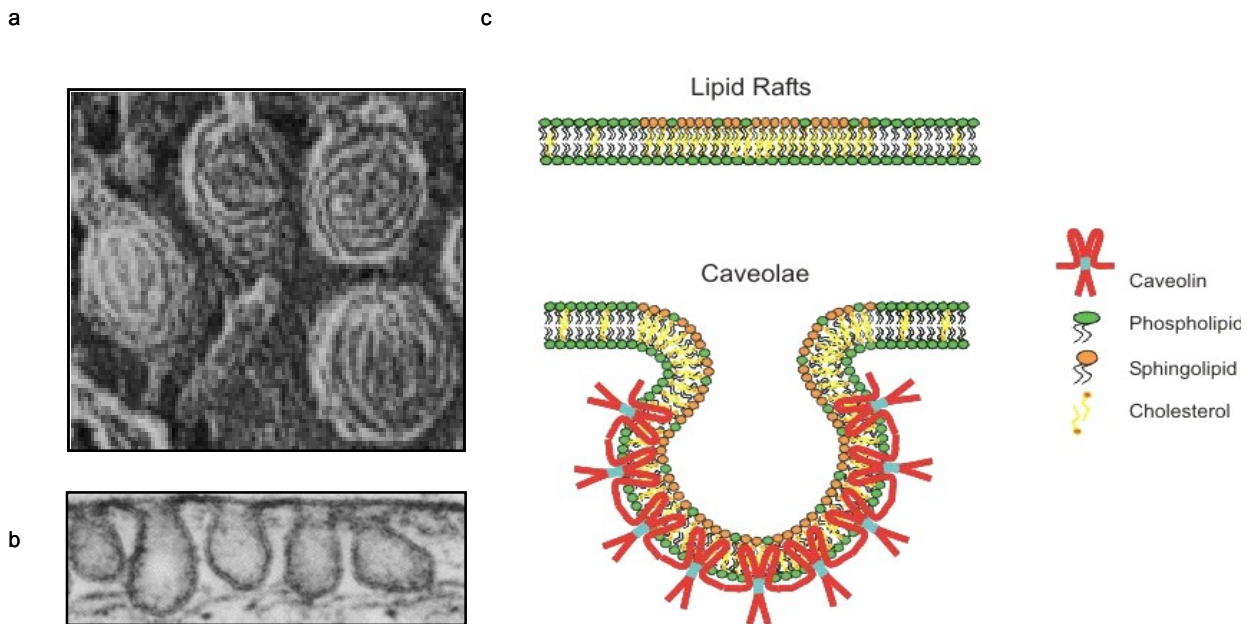 a
c
Lipid Rafts
Caveolae
Caveolin
Phospholipid
Sphingolipid
Cholesterol
b